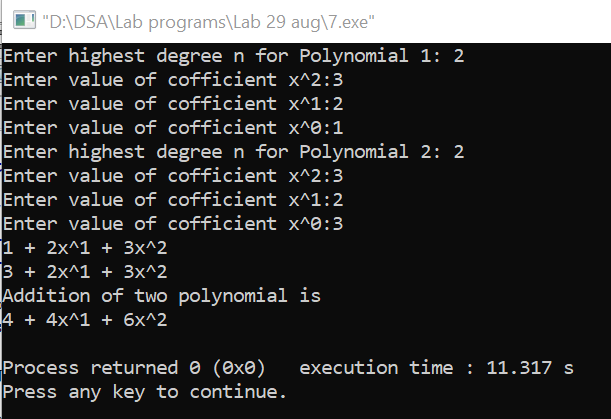 "D:\DSA\Lab programs\Lab 29 aug\7.exe"
Enter highest degree n for Polynomial 1: 2
Enter value of cofficient x^2:3
Enter value of cofficient x^1:2
Enter value of cofficient x^0:1
Enter highest degree n for Polynomial 2: 2
Enter value of cofficient x^2:3
Enter value of cofficient x^1:2
Enter value of cofficient x^0:3
1 + 2x^1 + 3x^2
3 + 2x^1 + 3x^2
Addition of two polynomial is
4 + 4x^1 + 6x^2
Process returned 0 (0x0)   execution time : 11.317 s
Press any key to continue.